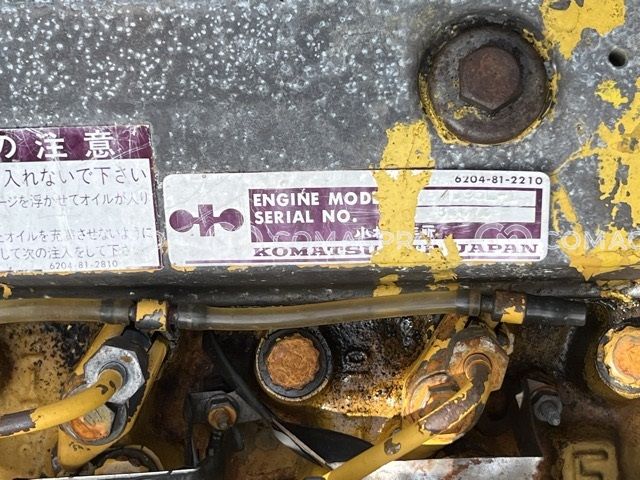 の注意
入れないで下さい
ージを浮かせてオイルが入り
オイルを充満させないように
して次の注入をして下さい
6204-81-2810
6204-81-2210
ENGINE MOD
SERIAL NO.
小
KOMATSU JAPAN